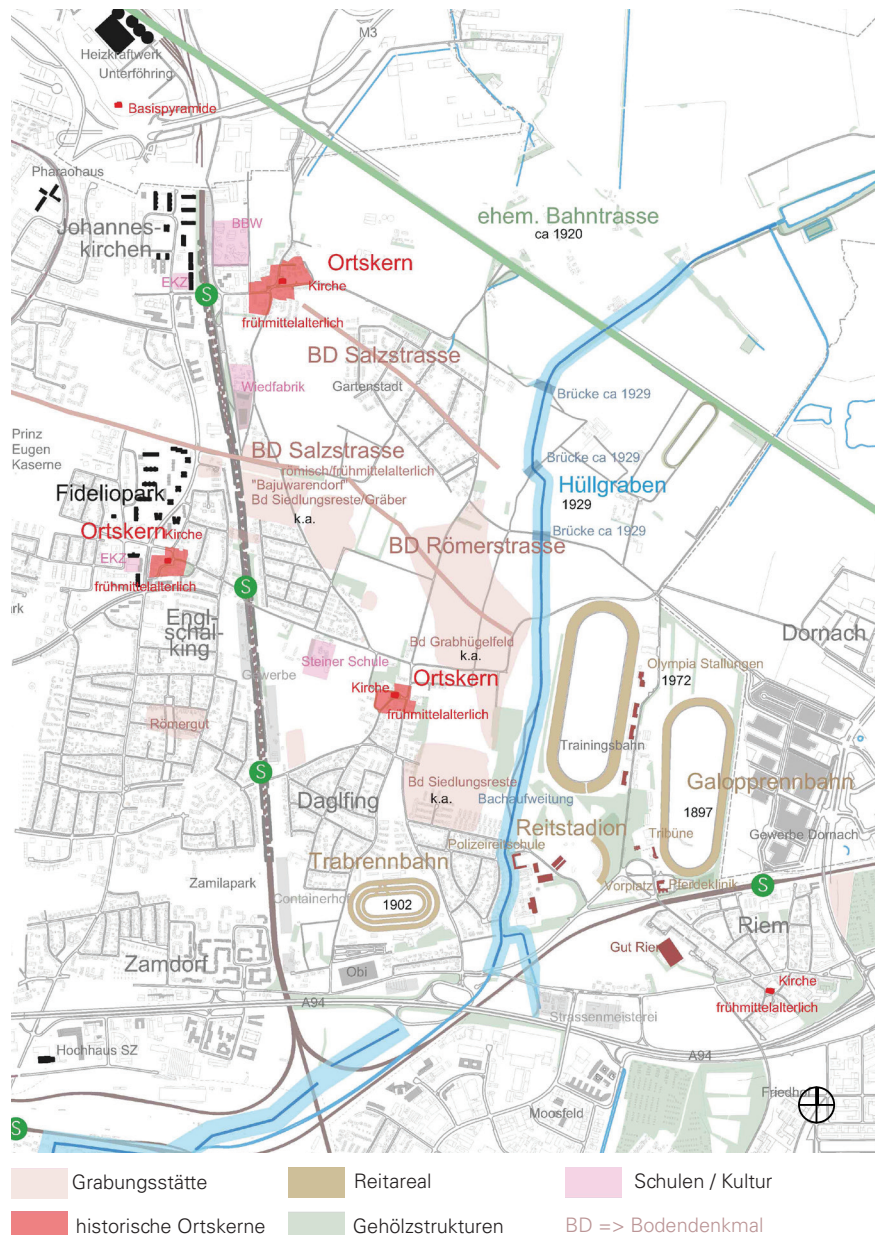 M3
Heizkraftwerk
Unterföhring
Basispyramide
Pharaohaus
Johannes-
kirchen
BBW
ehem. Bahntrasse
ca 1920
Ortskern
EKZ
Kirche
S
frühmittelalterlich
BD Salzstrasse
Wiedfabrik
Gartenstadt
Brücke ca 1929
Prinz
Eugen
Kaserne
BD Salzstrasse
römisch/frühmittelalterlich
"Bajuwarendorf"
Bd Siedlungsreste/Gräber
k.a.
Brücke ca 1929
Hüllgraben
1929
Fideliopark
Ortskern
Kirche
Brücke ca 1929
BD Römerstrasse
EKZ
frühmittelalterlich
S
ark
Engl-
schal-
king
Steiner Schule
Bd Grabhügelfeld
k.a.
Dornach
Gewerbe
Ortskern
Kirche
frühmittelalterlich
Olympia Stallungen
1972
Römergut
Trainingsbahn
S
Bd Siedlungsreste
k.a.
Bachaufweitung
Galopprennbahn
1897
Daglfing
Reitstadion
Tribüne
Gewerbe Dornach
Polizeireitschule
Trabrennbahn
Zamilapark
Containerhof
1902
Vorplatz
Pferdeklinik
S
Riem
Zamdorf
Gut Riem
Obi
Kirche
frühmittelalterlich
A94
Strassenmeisterei
Hochhaus SZ
A94
Moosfeld
Friedhof
S
Grabungsstätte
Reitareal
Schulen / Kultur
historische Ortskerne
Gehölzstrukturen
BD => Bodendenkmal